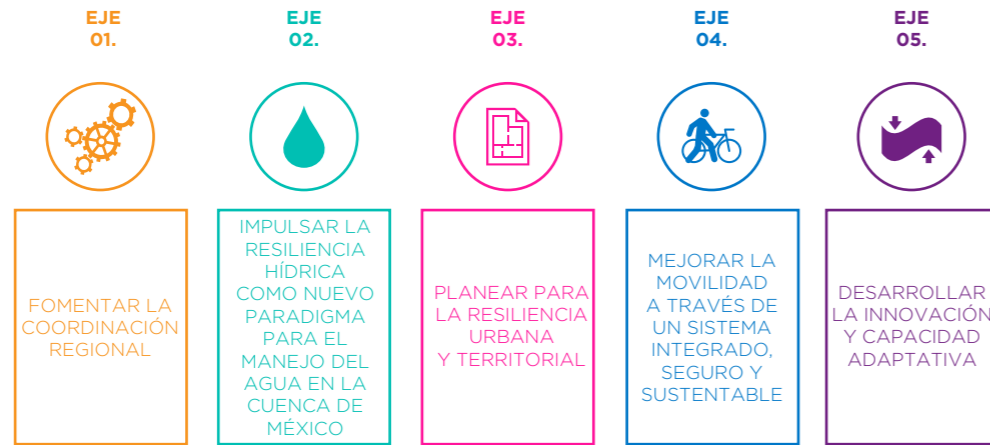 EJE
01.
EJE
02.
EJE
03.
EJE
04.
EJE
05.
FOMENTAR LA
COORDINACIÓN
REGIONAL
IMPULSAR LA
RESILIENCIA
HÍDRICA
COMO NUEVO
PARADIGMA
PARA EL
MANEJO DEL
AGUA EN LA
CUENCA DE
MÉXICO
PLANEAR PARA
LA RESILIENCIA
URBANA
Y TERRITORIAL
MEJORAR LA
MOVILIDAD
A TRAVÉS DE
UN SISTEMA
INTEGRADO,
SEGURO Y
SUSTENTABLE
DESARROLLAR
LA INNOVACIÓN
Y CAPACIDAD
ADAPTATIVA